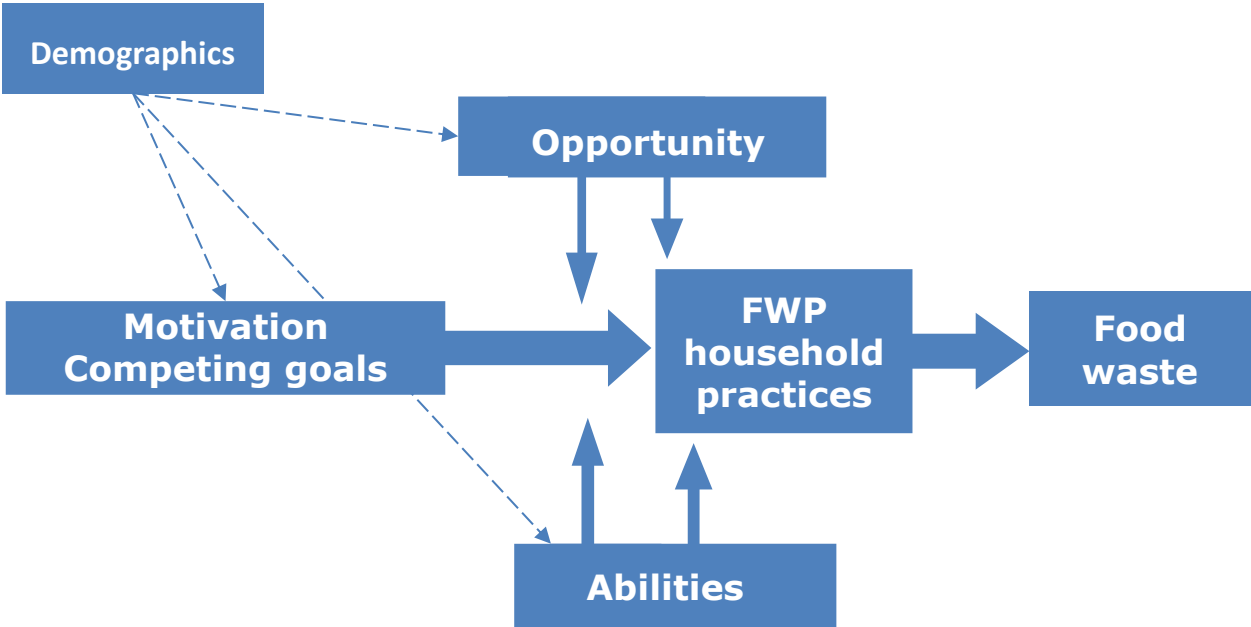 Demographics
Opportunity
Motivation
Competing goals
FWP
household
practices
Food
waste
Abilities